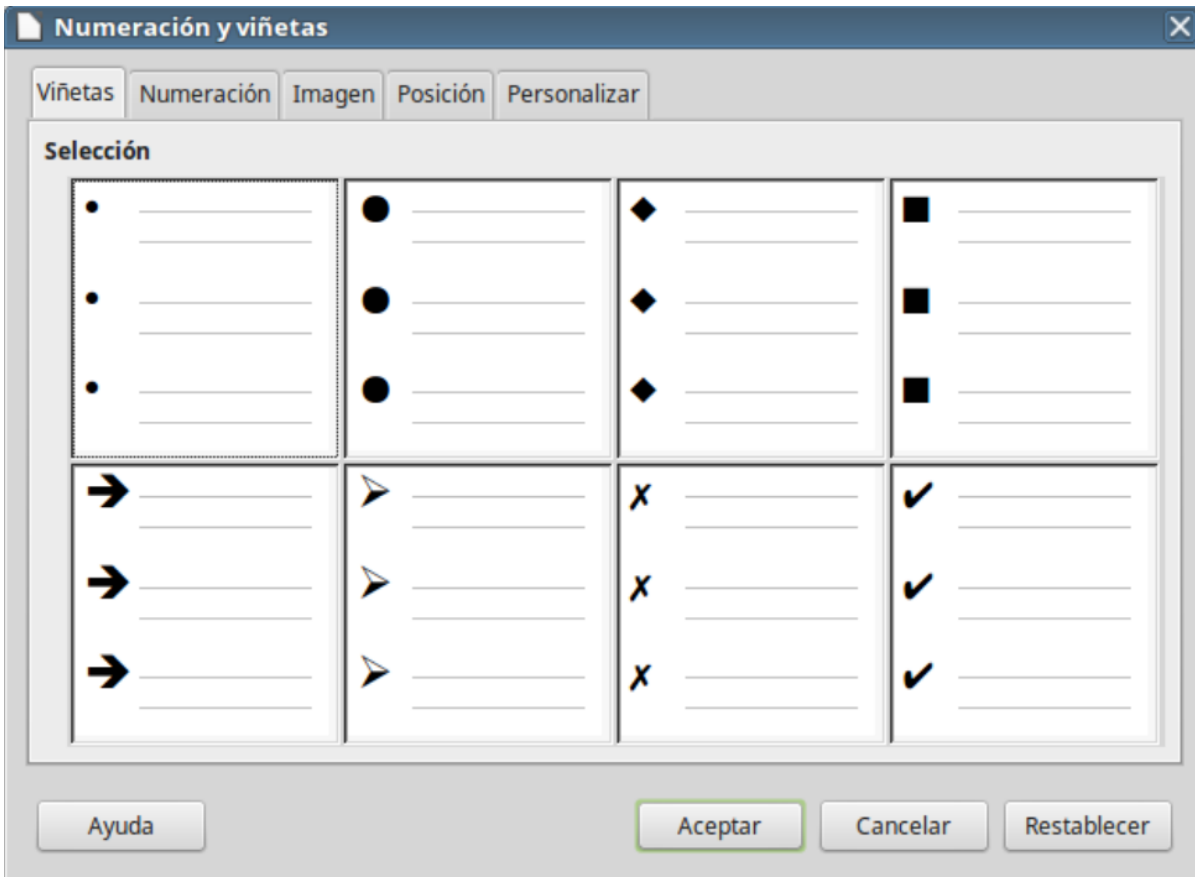 Numeración y viñetas
Viñetas Numeración Imagen Posición Personalizar
Selección
Ayuda Aceptar Cancelar Restablecer